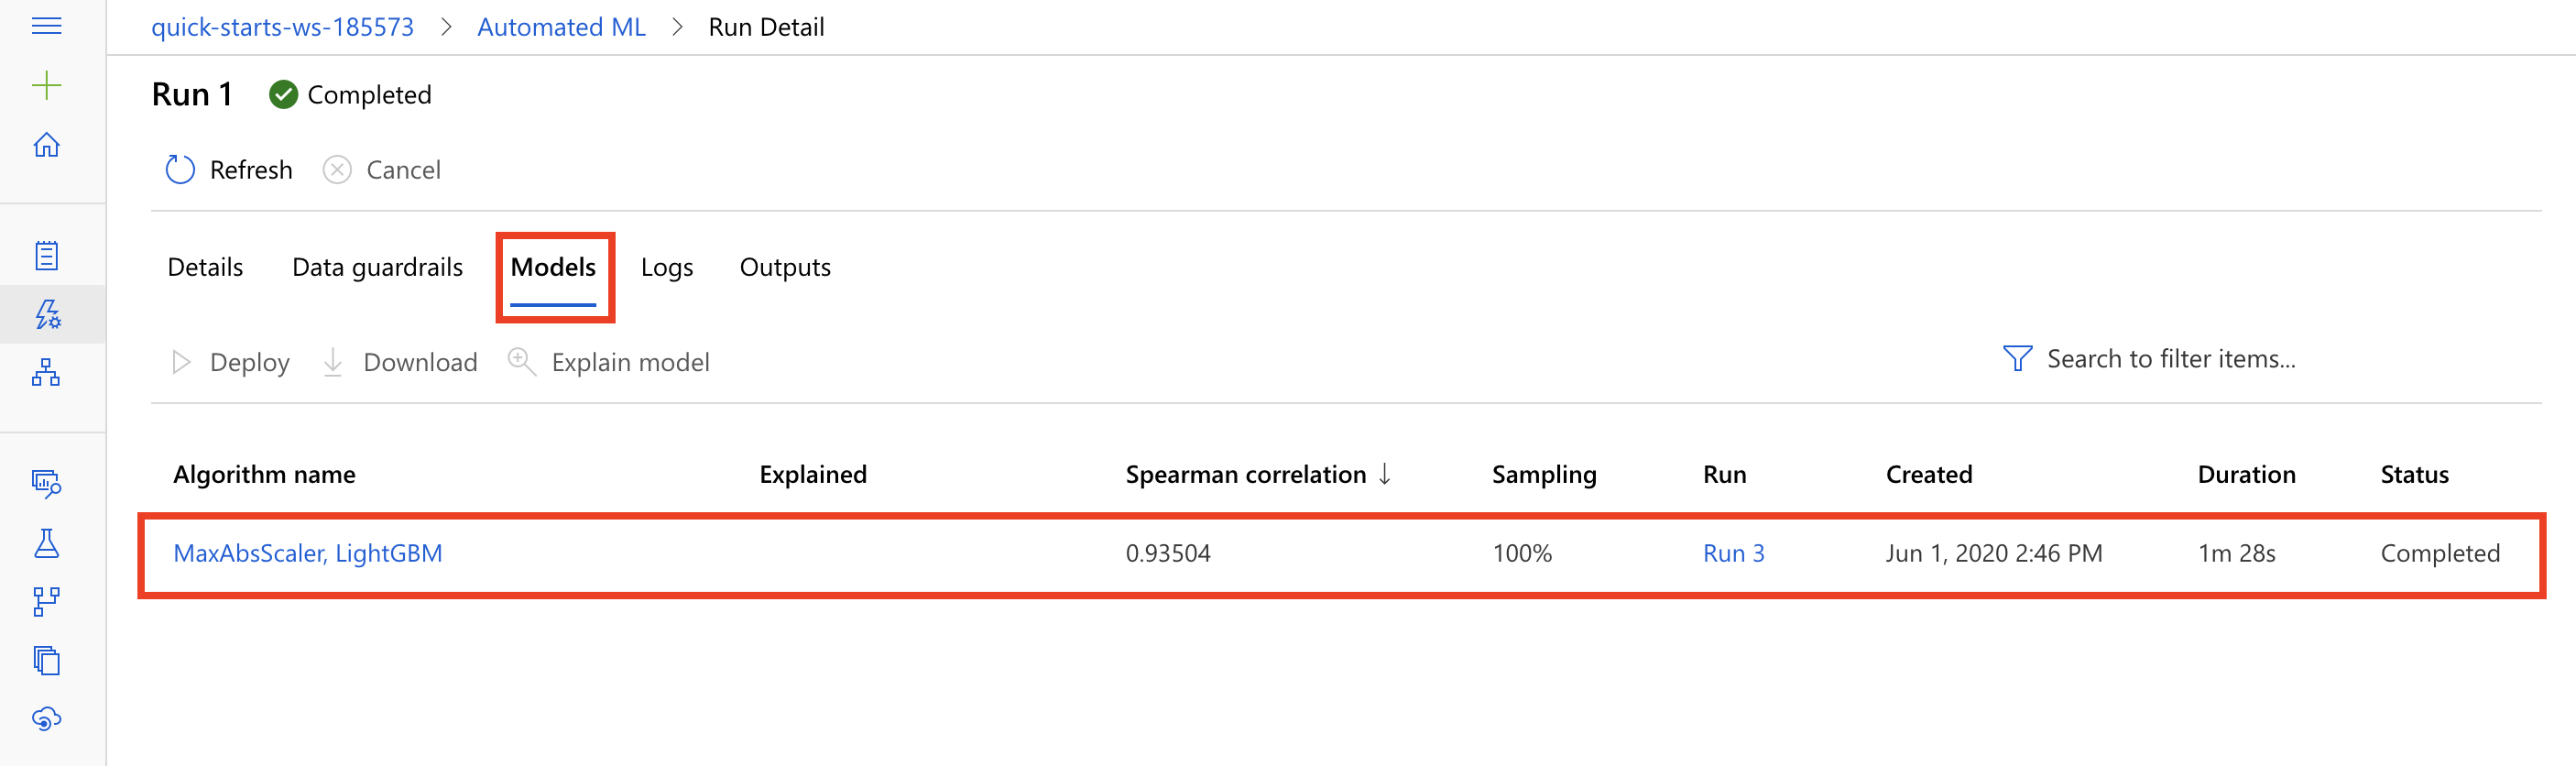 quick-starts-ws-185573 > Automated ML > Run Detail
Run 1 Completed
Refresh Cancel
Details Data guardrails Models Logs Outputs
Deploy Download Explain model Search to filter items...
Algorithm name Explained Spearman correlation ↓ Sampling Run Created Duration Status
MaxAbsScaler, LightGBM 0.93504 100% Run 3 Jun 1, 2020 2:46 PM 1m 28s Completed